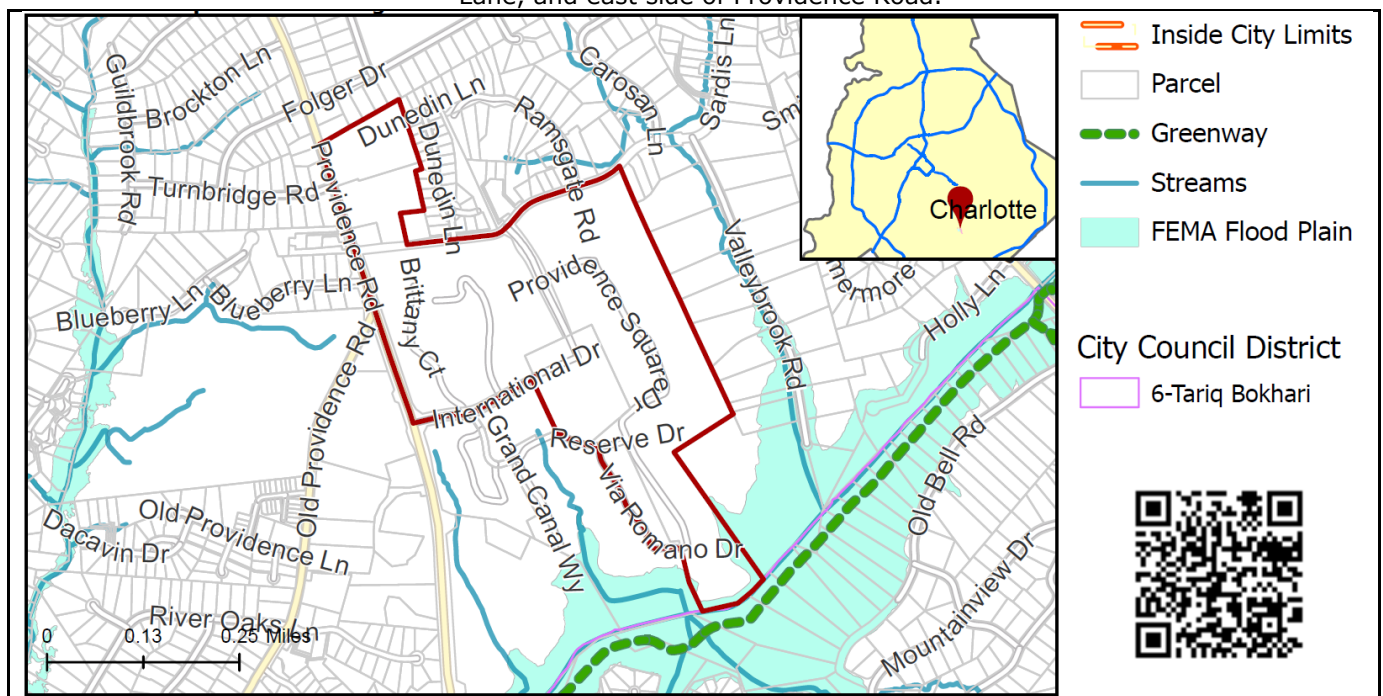 Lane, and east side of Providence Road.
Guildbrook Rd
Brockton Ln
Folger Dr
Dunedin Ln
Dunedin Ln
Ramsgate Rd
Carosan Ln
Sardis Ln
Turnbridge Rd
Providence Rd
Blueberry Ln
Blueberry Ln
Brittany Ct
Providence Square Dr
Valleybrook Rd
Holly Ln
International Dr
Reserve Dr
Grand Canal Wy
Via Romano Dr
Old Providence Rd
Old Providence Ln
Dacavin Dr
River Oaks Ln
Old Bell Rd
Mountainview Dr
0 0.13 0.25 Miles
Charlotte
Inside City Limits
Parcel
Greenway
Streams
FEMA Flood Plain
City Council District
6-Tariq Bokhari